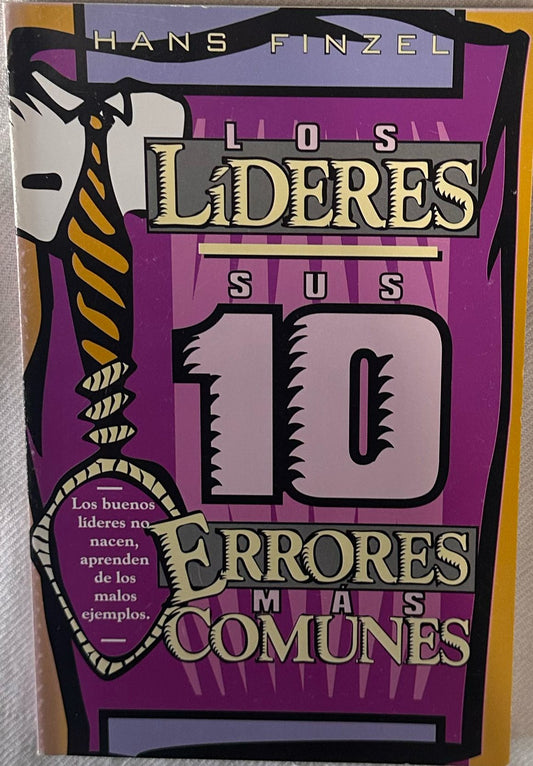 HANS FINZEL
LOS
LÍDERES
SUS
10
ERRORES
MÁS
COMUNES
Los buenos
líderes no
nacen,
aprenden
de los
malos
ejemplos.